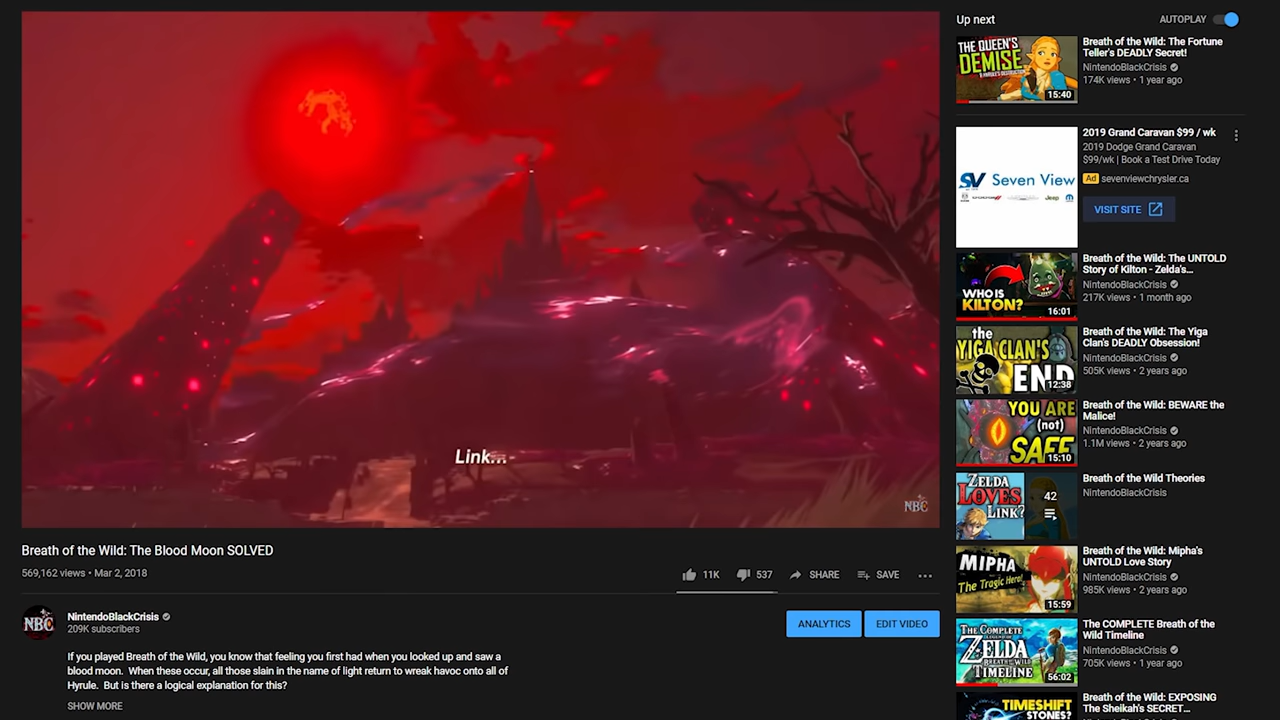 Link...
NBC
Breath of the Wild: The Blood Moon SOLVED
569,162 views • Mar 2, 2018
11K
537
SHARE
SAVE
NBC
NintendoBlackCrisis
209K subscribers
ANALYTICS
EDIT VIDEO
If you played Breath of the Wild, you know that feeling you first had when you looked up and saw a
blood moon. When these occur, all those slain in the name of light return to wreak havoc onto all of
Hyrule. But is there a logical explanation for this?
SHOW MORE
Up next
AUTOPLAY
THE QUEEN'S
DEMISE
15:40
Breath of the Wild: The Fortune
Teller's DEADLY Secret!
NintendoBlackCrisis
174K views • 1 year ago
SV Seven View
Jeep
2019 Grand Caravan $99 / wk
2019 Dodge Grand Caravan
$99/wk | Book a Test Drive Today
Ad sevenviewchrysler.ca
VISIT SITE
WHO IS
KILTON?
16:01
Breath of the Wild: The UNTOLD
Story of Kilton - Zelda's...
NintendoBlackCrisis
217K views • 1 month ago
the
YIGA CLAN'S
END
12:38
Breath of the Wild: The Yiga
Clan's DEADLY Obsession!
NintendoBlackCrisis
505K views • 2 years ago
YOU ARE
(not)
SAFE
15:10
Breath of the Wild: BEWARE the
Malice!
NintendoBlackCrisis
1.1M views • 2 years ago
ZELDA
LOVES
LINK?
42
Breath of the Wild Theories
NintendoBlackCrisis
MIPHA
The Tragic Hero!
15:59
Breath of the Wild: Mipha's
UNTOLD Love Story
NintendoBlackCrisis
985K views • 2 years ago
THE COMPLETE
LEGEND OF
ZELDA
BREATH OF THE WILD
TIMELINE
56:02
The COMPLETE Breath of the
Wild Timeline
NintendoBlackCrisis
705K views • 1 year ago
TIMESHIFT
STONES?
Breath of the Wild: EXPOSING
The Sheikah's SECRET...